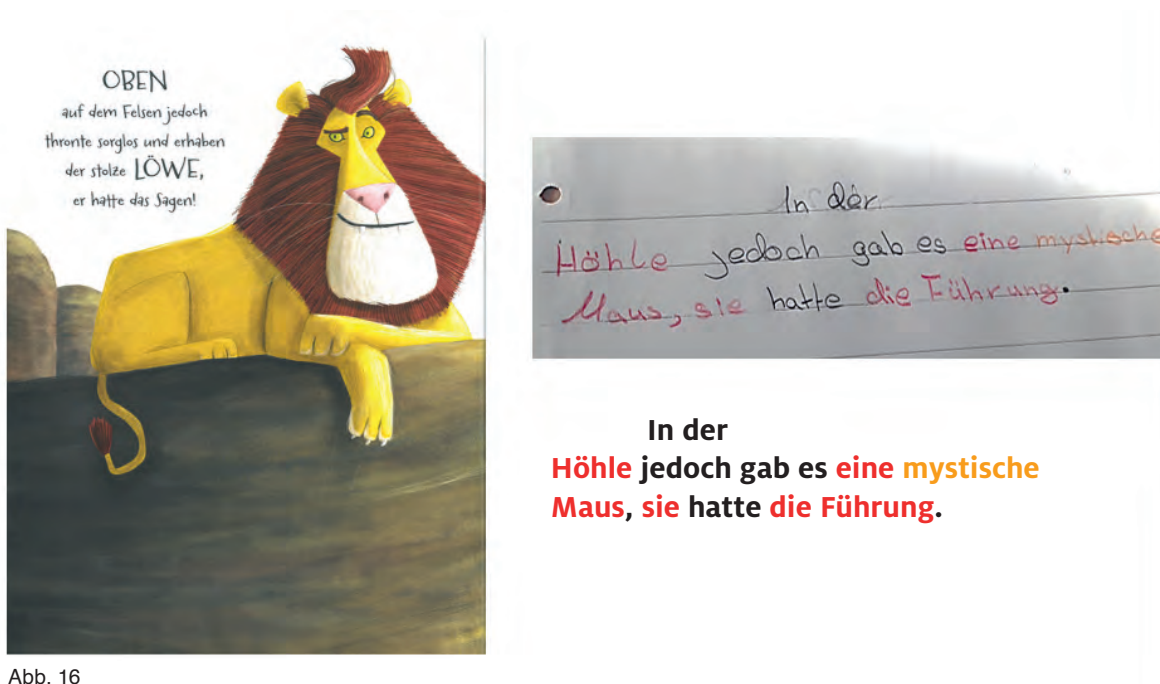 OBEN
auf dem Felsen jedoch
thronte sorglos und erhaben
der stolze LÖWE,
er hatte das Sagen!
In der
Höhle jedoch gab es eine mystische
Maus, sie hatte die Führung.
In der
Höhle jedoch gab es eine mystische
Maus, sie hatte die Führung.
Abb. 16